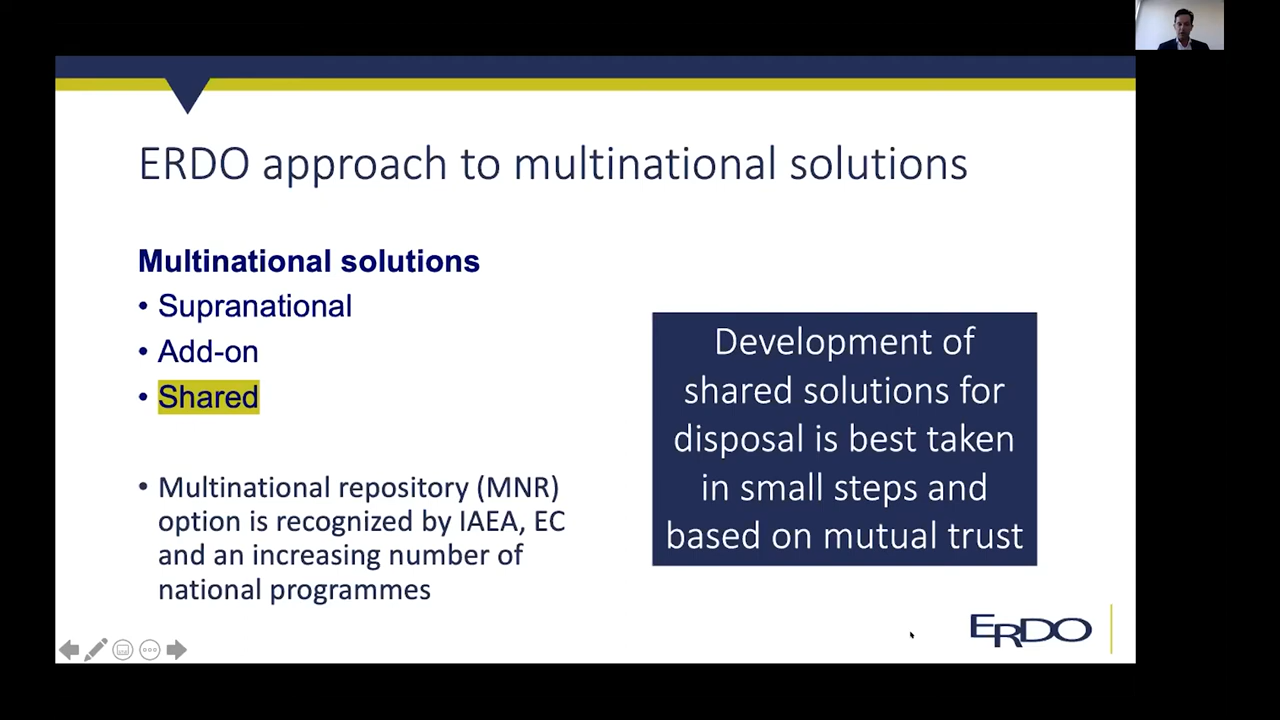 ERDO approach to multinational solutions
Multinational solutions
• Supranational
• Add-on
• Shared
• Multinational repository (MNR)
option is recognized by IAEA, EC
and an increasing number of
national programmes
Development of
shared solutions for
disposal is best taken
in small steps and
based on mutual trust
ERDO